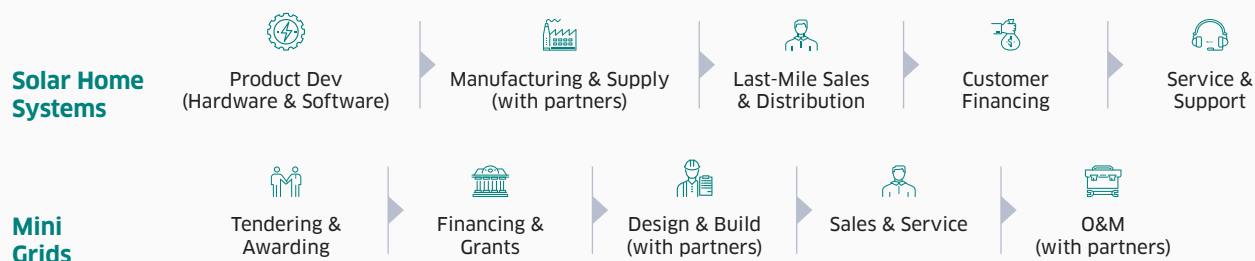 Solar Home
Systems
Product Dev
(Hardware & Software)
Manufacturing & Supply
(with partners)
Last-Mile Sales
& Distribution
Customer
Financing
Service &
Support
Mini
Grids
Tendering &
Awarding
Financing &
Grants
Design & Build
(with partners)
Sales & Service
O&M
(with partners)